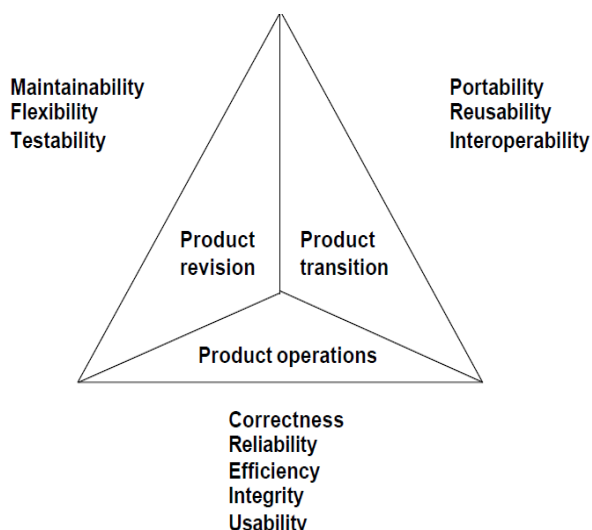 Maintainability
Flexibility
Testability
Portability
Reusability
Interoperability
Product
revision
Product
transition
Product operations
Correctness
Reliability
Efficiency
Integrity
Usability